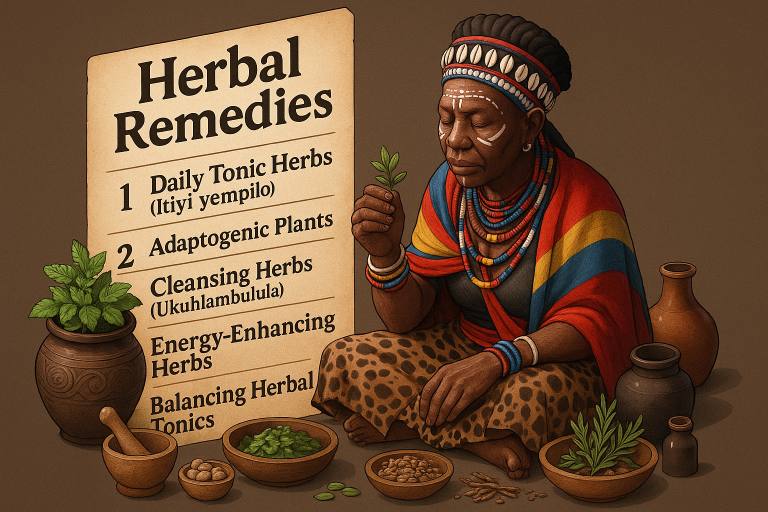 Herbal
Remedies
1 Daily Tonic Herbs
(Itiyi yempilo)
2 Adaptogenic Plants
Cleansing Herbs
(Ukuhlambulula)
Energy-Enhancing
Herbs
Balancing Herbal
Tonics